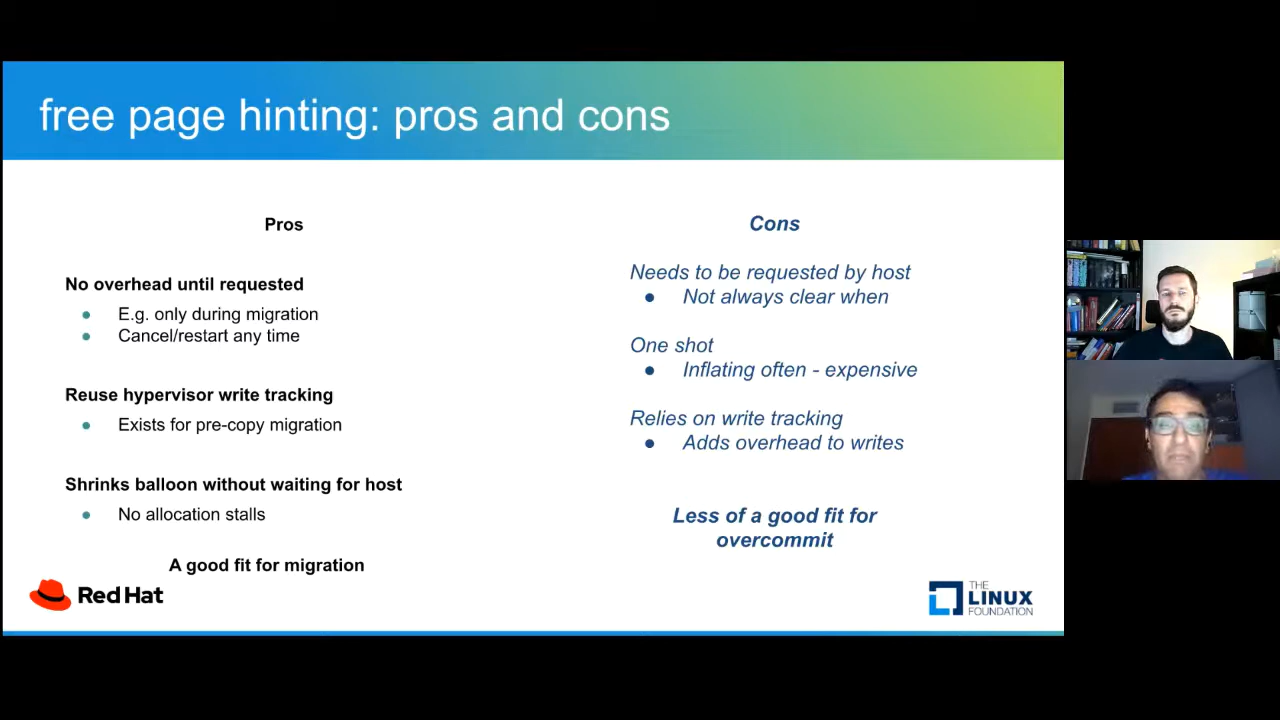 free page hinting: pros and cons
Pros
No overhead until requested
● E.g. only during migration
● Cancel/restart any time
Reuse hypervisor write tracking
● Exists for pre-copy migration
Shrinks balloon without waiting for host
● No allocation stalls
A good fit for migration
Cons
Needs to be requested by host
● Not always clear when
One shot
● Inflating often - expensive
Relies on write tracking
● Adds overhead to writes
Less of a good fit for
overcommit
Red Hat
THE
LINUX
FOUNDATION